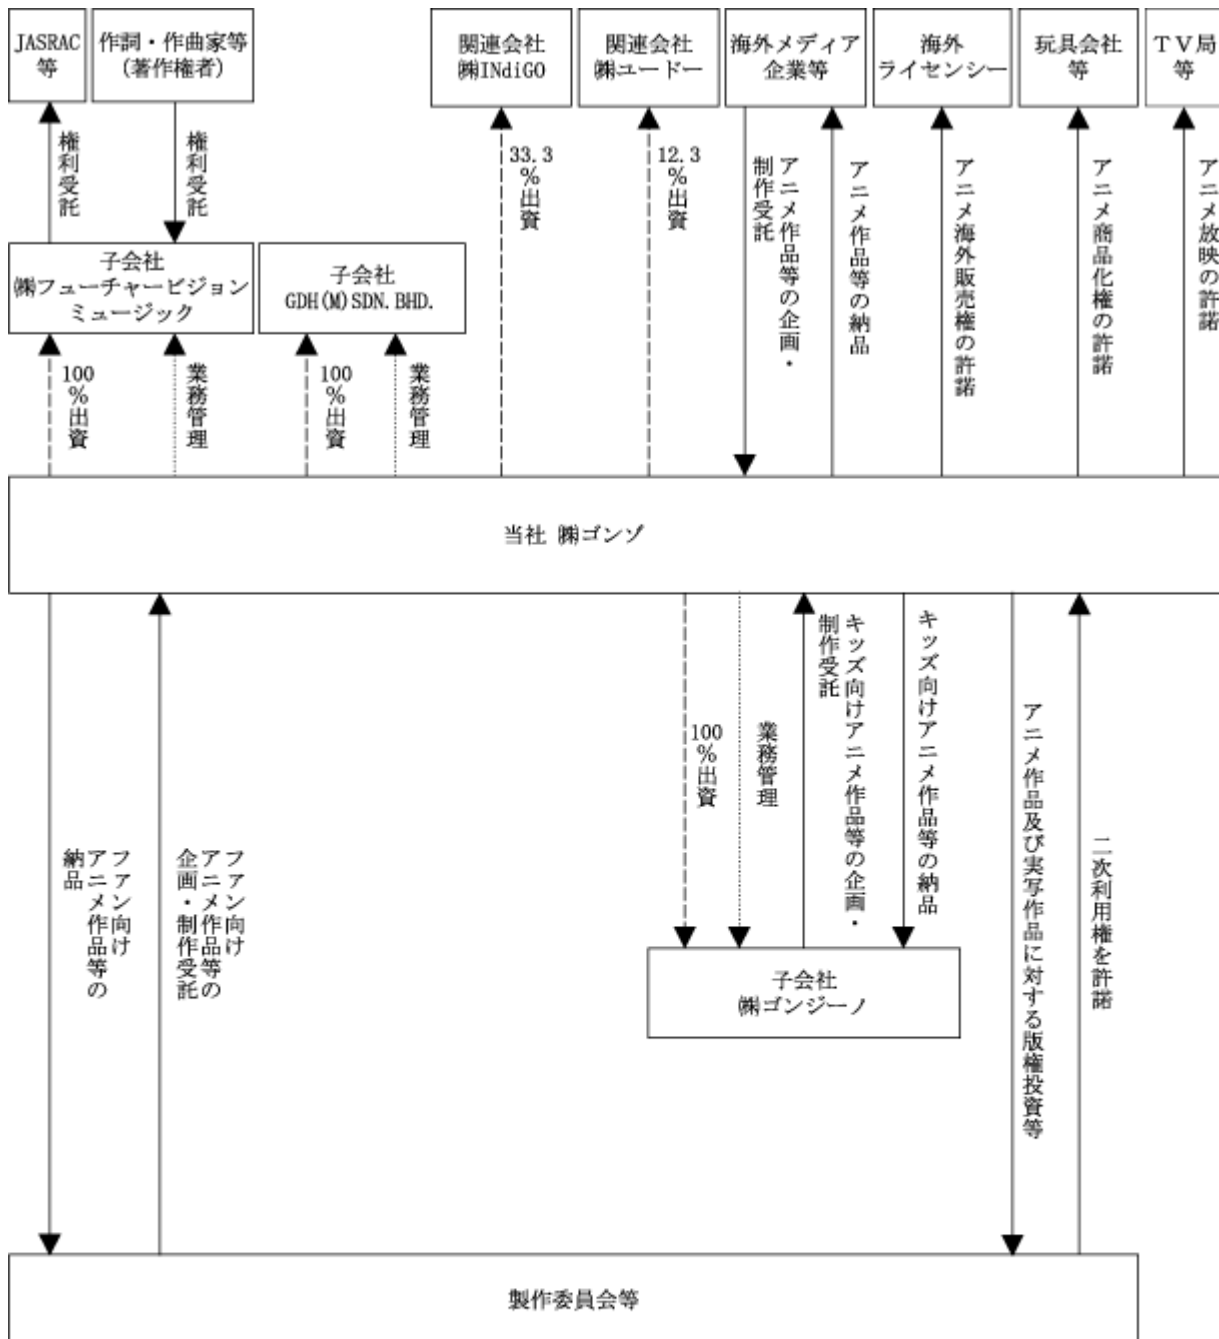 JASRAC
等
作詞・作曲家等
(著作権者)
関連会社
㈱INdiGO
関連会社
㈱ユードー
海外メディア
企業等
海外
ライセンシー
玩具会社
等
ＴＶ局
等
権利受託
権利受託
33.3
％出資
12.3
％出資
アニメ作品等の企画・
制作受託
アニメ作品等の納品
アニメ海外販売権の許諾
アニメ商品化権の許諾
アニメ放映の許諾
子会社
㈱フューチャービジョン
ミュージック
子会社
GDH(M)SDN.BHD.
100
％出資
業務管理
100
％出資
業務管理
当社 ㈱ゴンゾ
ファン向け
アニメ作品等の
納品
ファン向け
アニメ作品等の
企画・制作受託
100
％出資
業務管理
キッズ向けアニメ作品等の企画・
制作受託
キッズ向けアニメ作品等の納品
アニメ作品及び実写作品に対する版権投資等
二次利用権を許諾
子会社
㈱ゴンジーノ
製作委員会等